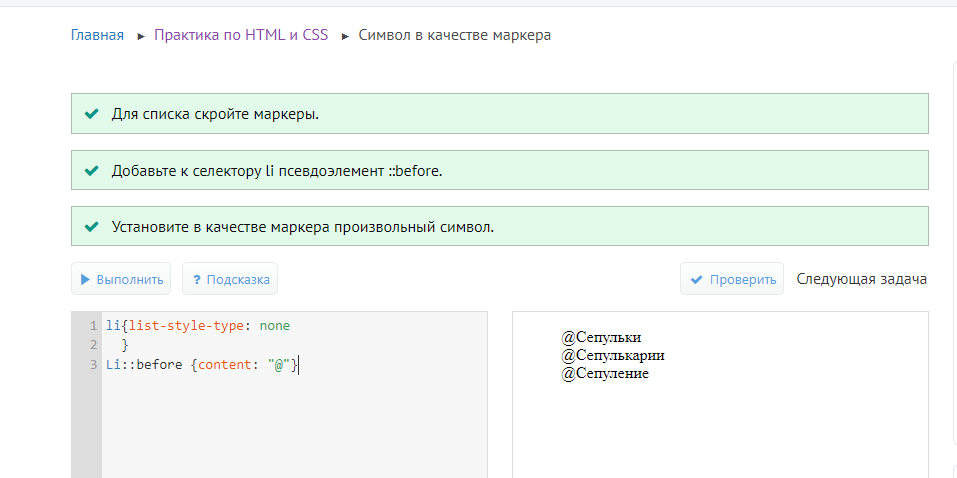 Главная ► Практика по HTML и CSS ► Символ в качестве маркера
Для списка скройте маркеры.
Добавьте к селектору li псевдоэлемент ::before.
Установите в качестве маркера произвольный символ.
Выполнить ? Подсказка Проверить Следующая задача
1 li{list-style-type: none
2 }
3 Li::before {content: "@"}
@Сепульки
@Сепулькарии
@Сепуление